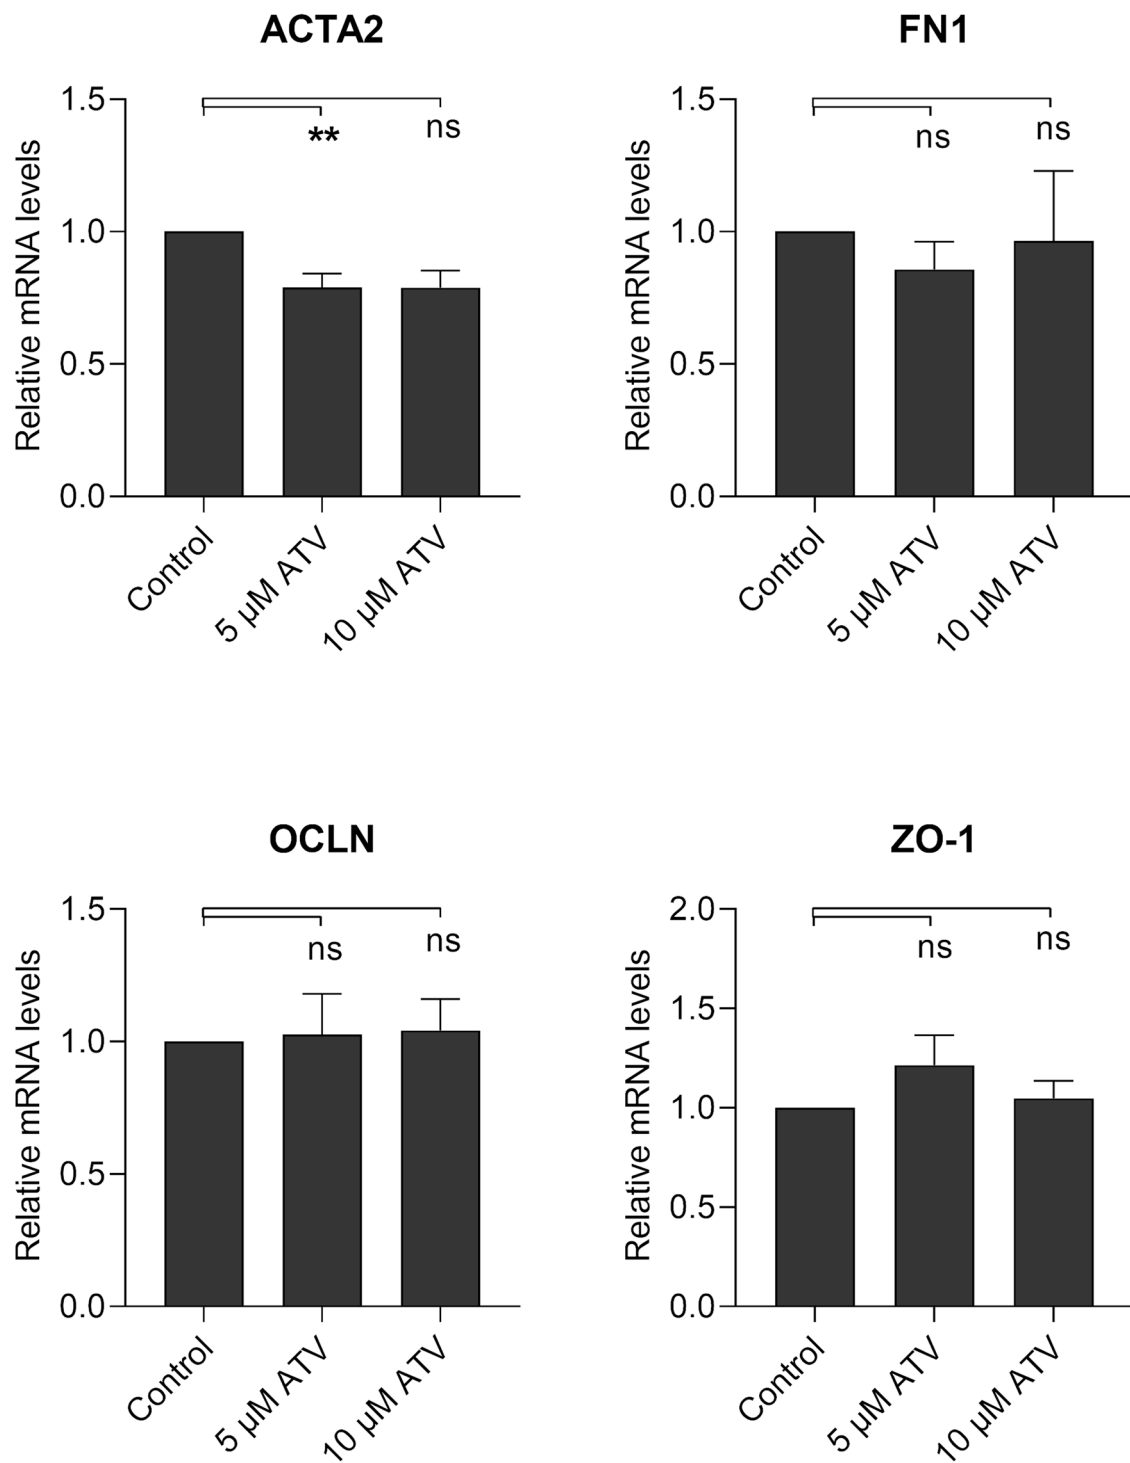 ACTA2
Relative mRNA levels
1.5
1.0
0.5
0.0
**
ns
Control
5 µM ATV
10 µM ATV
FN1
Relative mRNA levels
1.5
1.0
0.5
0.0
ns
ns
Control
5 µM ATV
10 µM ATV
OCLN
Relative mRNA levels
1.5
1.0
0.5
0.0
ns
ns
Control
5 µM ATV
10 µM ATV
ZO-1
Relative mRNA levels
2.0
1.5
1.0
0.5
0.0
ns
ns
Control
5 µM ATV
10 µM ATV